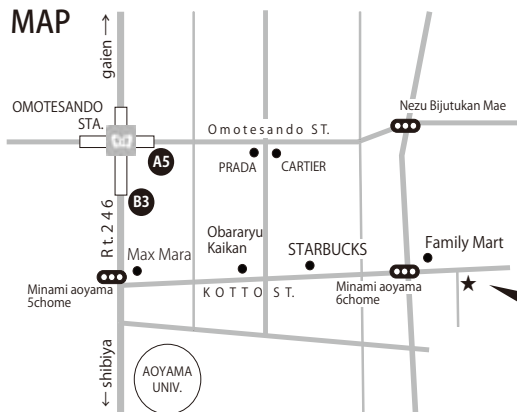 MAP
gaien →
OMOTESANDO
STA.
Nezu Bijutukan Mae
Omotesando ST.
A5
PRADA
CARTIER
B3
Rt.246
Obararyu
Kaikan
Max Mara
STARBUCKS
Family Mart
Minami aoyama
5chome
KOTTO ST.
Minami aoyama
6chome
← shibiya
AOYAMA
UNIV.